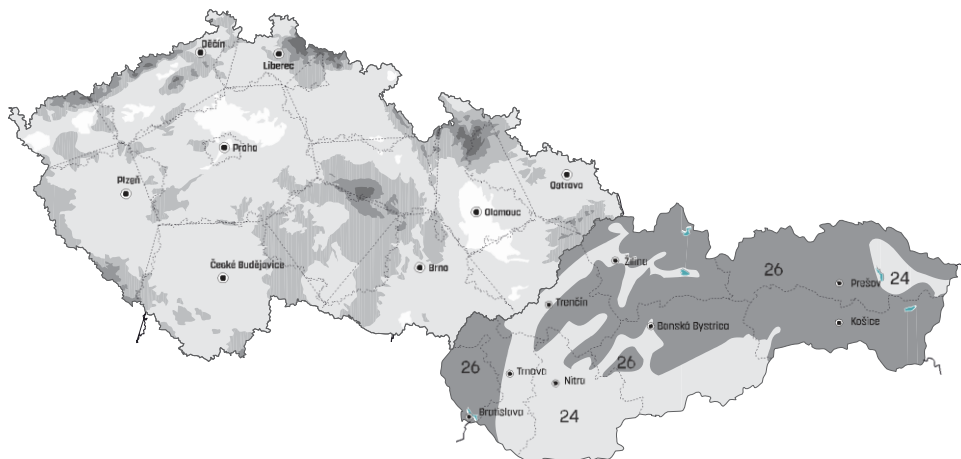 Děčín
Liberec
Praha
Plzeň
Ostrava
Olomouc
České Budějovice
Brno
Žilina
26
Prešov
24
Trenčín
Košice
Banská Bystrica
26
26
Trnava
Nitra
Bratislava
24